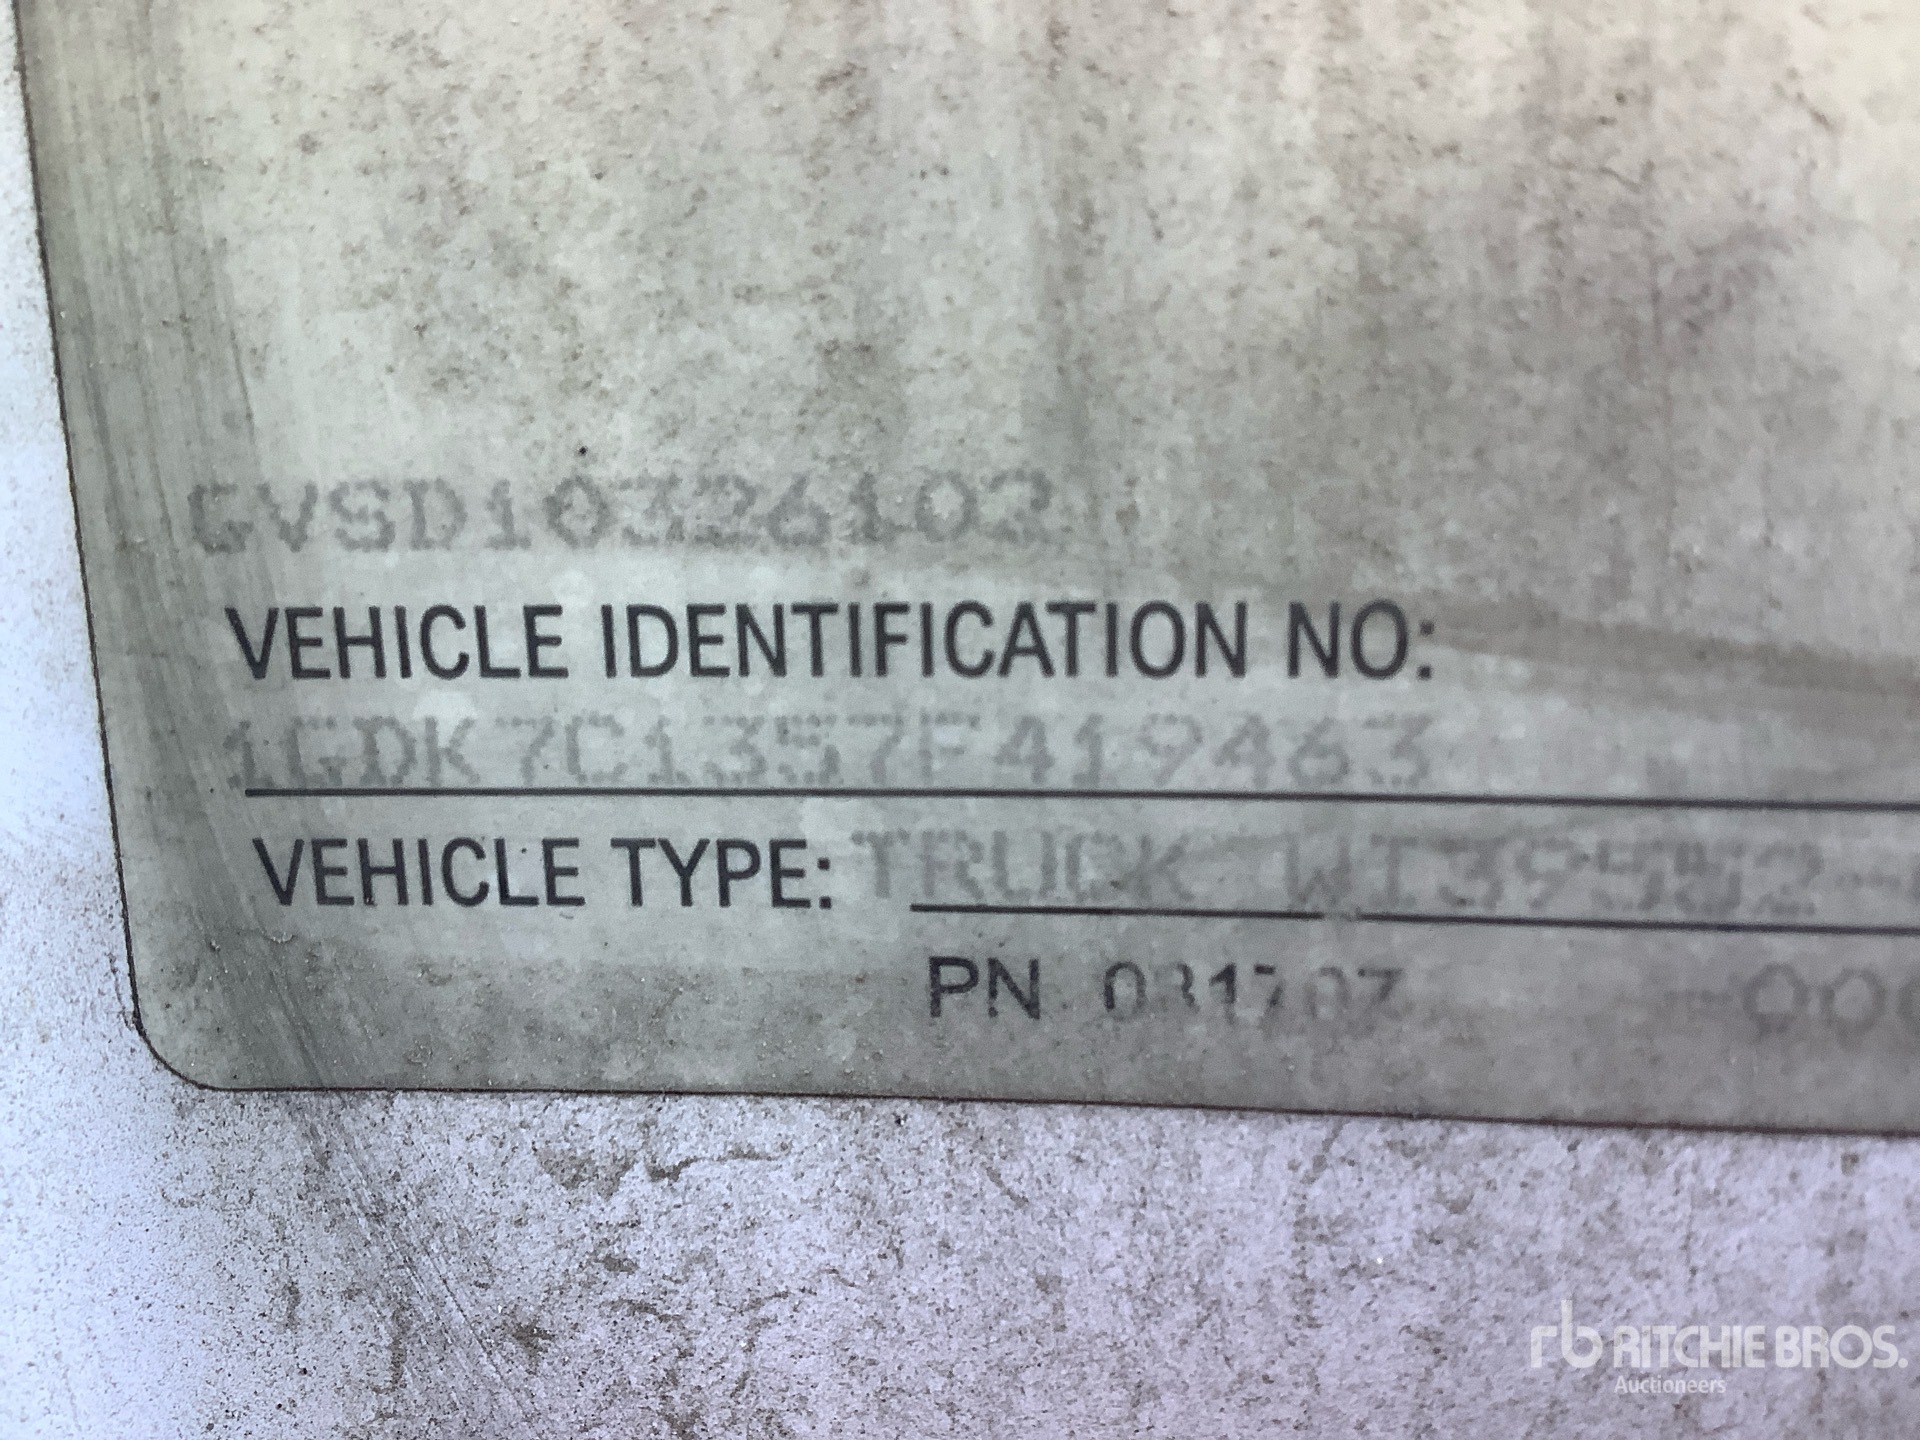 GVSD10326102
VEHICLE IDENTIFICATION NO:
1GDK7C1357F419463
VEHICLE TYPE: TRUCK
PN
RITCHIE BROS.
Auctioneers